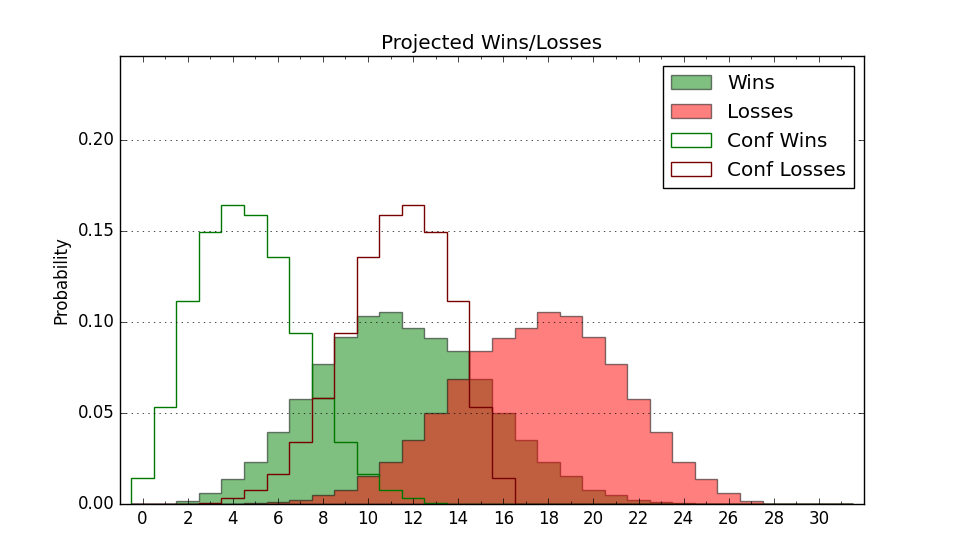 Projected Wins/Losses
Wins
Losses
Conf Wins
Conf Losses
Probability
0.20
0.15
0.10
0.05
0.00
0 2 4 6 8 10 12 14 16 18 20 22 24 26 28 30